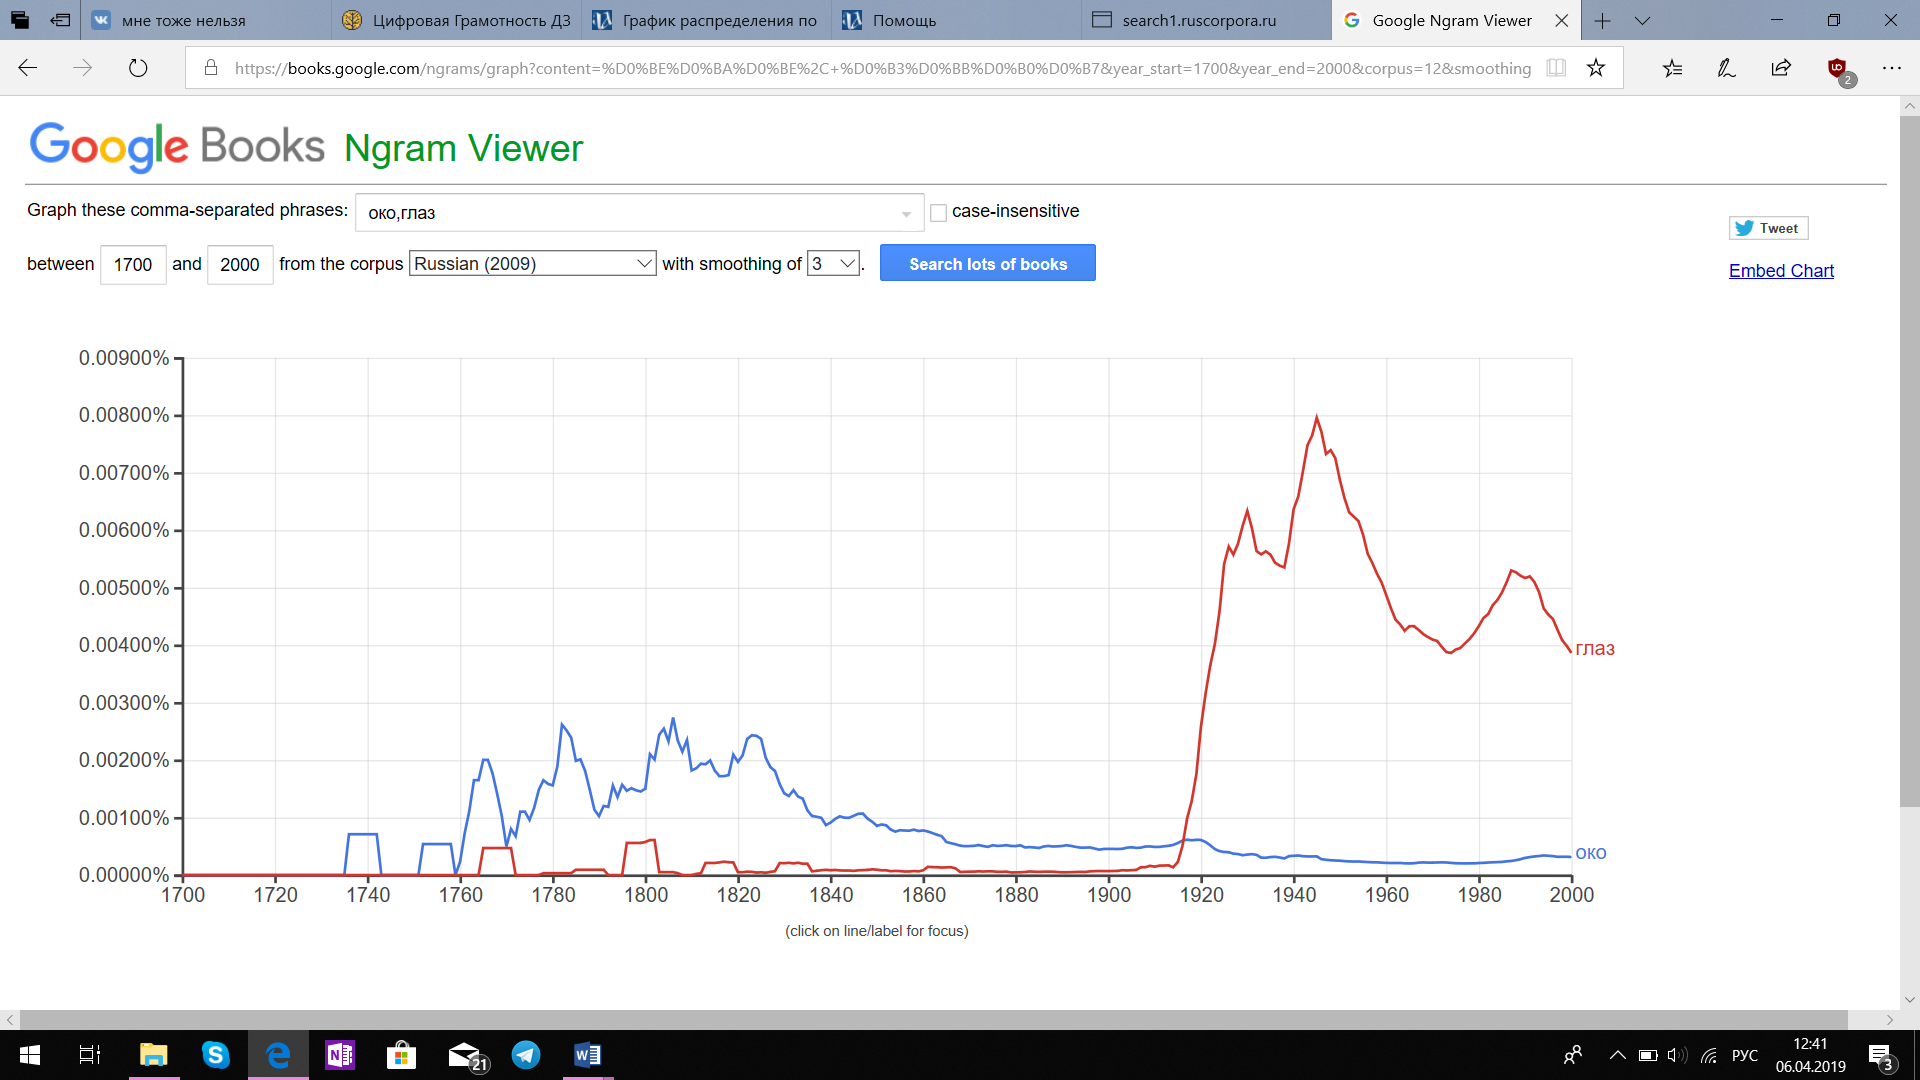 мне тоже нельзя
Цифровая Грамотность ДЗ
График распределения по
Помощь
search1.ruscorpora.ru
Google Ngram Viewer
https://books.google.com/ngrams/graph?content=%D0%BE%D0%BA%D0%BE%2C+%D0%B3%D0%BB%D0%B0%D0%B7&year_start=1700&year_end=2000&corpus=12&smoothing
2
Google Books Ngram Viewer
Graph these comma-separated phrases: око,глаз case-insensitive
Tweet
between 1700 and 2000 from the corpus Russian (2009) with smoothing of 3. Search lots of books
Embed Chart
0.00900%
0.00800%
0.00700%
0.00600%
0.00500%
0.00400%
глаз
0.00300%
0.00200%
0.00100%
око
0.00000%
1700 1720 1740 1760 1780 1800 1820 1840 1860 1880 1900 1920 1940 1960 1980 2000
(click on line/label for focus)
21
РУС
12:41
06.04.2019
3